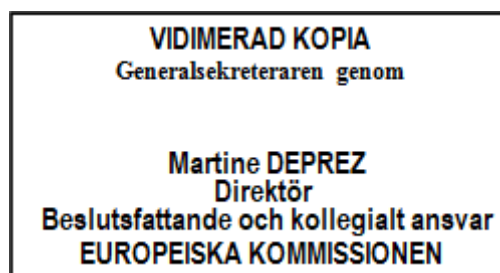 VIDIMERAD KOPIA
Generalsekreteraren genom
Martine DEPREZ
Direktör
Beslutsfattande och kollegialt ansvar
EUROPEISKA KOMMISSIONEN